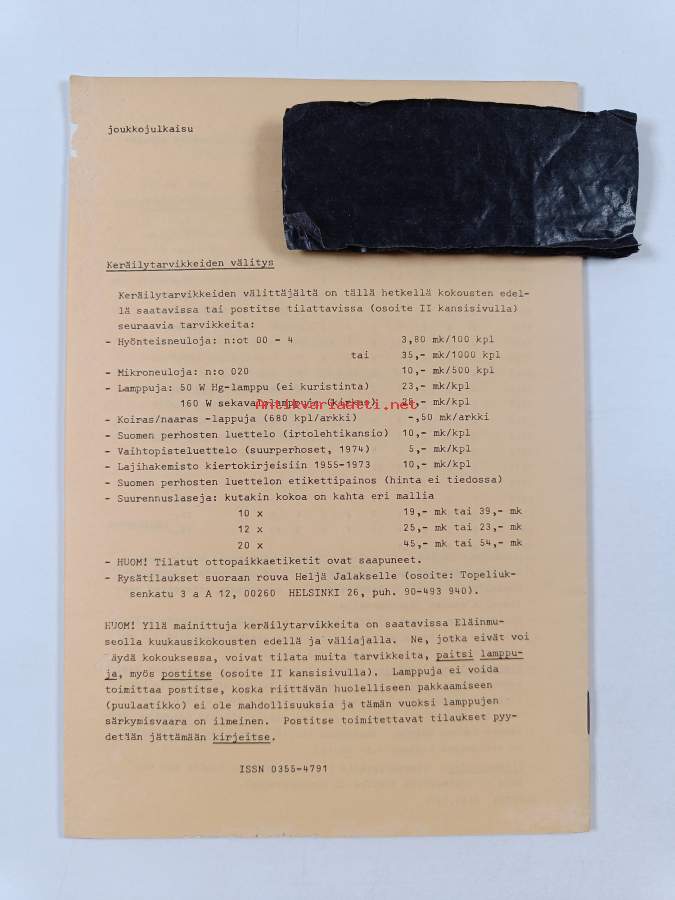 joukkojulkaisu
Keräilytarvikkeiden välitys
Keräilytarvikkeiden välittäjältä on tällä hetkellä kokousten edel-
lä saatavissa tai postitse tilattavissa (osoite II kansisivulla)
seuraavia tarvikkeita:
- Hyönteisneuloja: n:ot 00 - 4 3,80 mk/100 kpl
tai 35,- mk/1000 kpl
- Mikroneuloja: n:o 020 10,- mk/500 kpl
- Lamppuja: 50 W Hg-lamppu (ei kuristinta) 23,- mk/kpl
160 W sekavalolamppuja (kirkas) 28,- mk/kpl
Antikvariaatti.net
- Koiras/naaras -lappuja (680 kpl/arkki) -,50 mk/arkki
- Suomen perhosten luettelo (irtolehtikansio) 10,- mk/kpl
- Vaihtopisteluettelo (suurperhoset, 1974) 5,- mk/kpl
- Lajihakemisto kiertokirjeisiin 1955-1973 10,- mk/kpl
- Suomen perhosten luettelon etikettipainos (hinta ei tiedossa)
- Suurennuslaseja: kutakin kokoa on kahta eri mallia
10 x 19,- mk tai 39,- mk
12 x 25,- mk tai 23,- mk
20 x 45,- mk tai 54,- mk
- HUOM! Tilatut ottopaikkaetiketit ovat saapuneet.
- Rysätilaukset suoraan rouva Heljä Jalakselle (osoite: Topeliuk-
senkatu 3 a A 12, 00260 HELSINKI 26, puh. 90-493 940).
HUOM! Yllä mainittuja keräilytarvikkeita on saatavissa Eläinmu-
seolla kuukausikokousten edellä ja väliajalla. Ne, jotka eivät voi
äydä kokouksessa, voivat tilata muita tarvikkeita, paitsi lamppu-
ja, myös postitse (osoite II kansisivulla). Lamppuja ei voida
toimittaa postitse, koska riittävän huolelliseen pakkaamiseen
(puulaatikko) ei ole mahdollisuuksia ja tämän vuoksi lamppujen
särkymisvaara on ilmeinen. Postitse toimitettavat tilaukset pyy-
detään jättämään kirjeitse.
ISSN 0355-4791